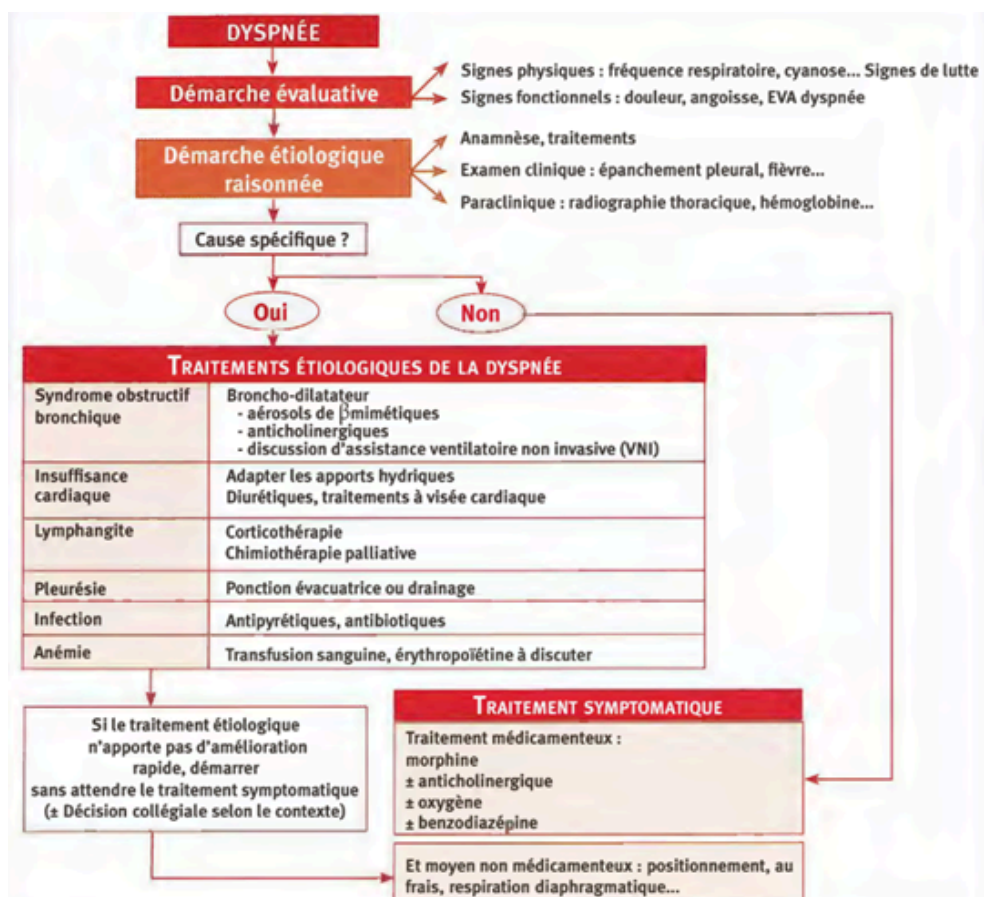 DYSPNÉE
Démarche évaluative
Signes physiques : fréquence respiratoire, cyanose... Signes de lutte
Signes fonctionnels : douleur, angoisse, EVA dyspnée
Démarche étiologique
raisonnée
Anamnèse, traitements
Examen clinique : épanchement pleural, fièvre...
Paraclinique : radiographie thoracique, hémoglobine...
Cause spécifique ?
Oui
Non
TRAITEMENTS ÉTIOLOGIQUES DE LA DYSPNÉE
Syndrome obstructif
bronchique
Broncho-dilatateur
- aérosols de βmimétiques
- anticholinergiques
- discussion d'assistance ventilatoire non invasive (VNI)
Insuffisance
cardiaque
Adapter les apports hydriques
Diurétiques, traitements à visée cardiaque
Lymphangite
Corticothérapie
Chimiothérapie palliative
Pleurésie
Ponction évacuatrice ou drainage
Infection
Antipyrétiques, antibiotiques
Anémie
Transfusion sanguine, érythropoïétine à discuter
Si le traitement étiologique
n'apporte pas d'amélioration
rapide, démarrer
sans attendre le traitement symptomatique
(± Décision collégiale selon le contexte)
TRAITEMENT SYMPTOMATIQUE
Traitement médicamenteux :
morphine
± anticholinergique
± oxygène
± benzodiazépine
Et moyen non médicamenteux : positionnement, au
frais, respiration diaphragmatique...